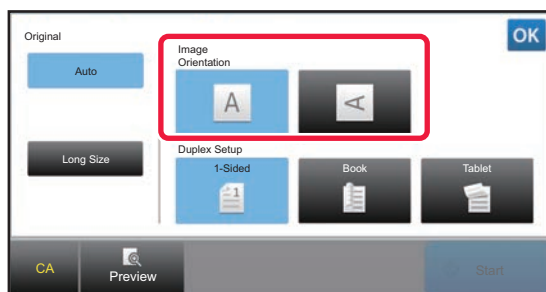 Original
OK
Image
Orientation
Auto
A
A
Long Size
Duplex Setup
1-Sided
Book
Tablet
1
CA
Preview
Start